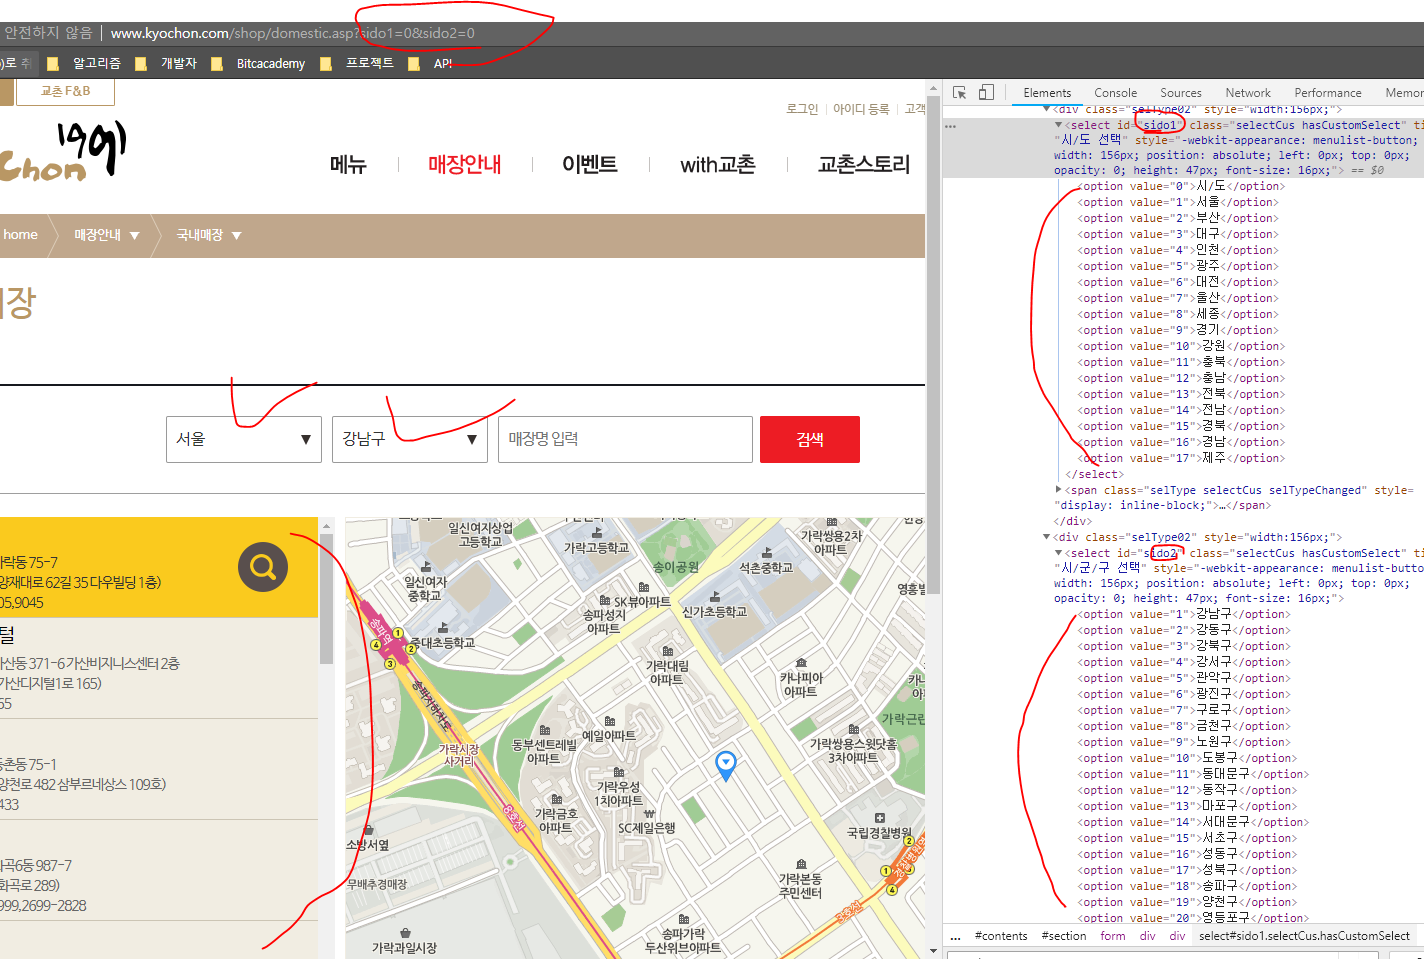 안전하지 않음 | www.kyochon.com/shop/domestic.asp?sido1=0&sido2=0
)로 취 알고리즘 개발자 Bitcacademy 프로젝트 API
교촌 F&B
로그인 아이디 등록 고객
1991
Chon
메뉴 매장안내 이벤트 with교촌 교촌스토리
home 매장안내 ▼ 국내매장 ▼
장
서울 ▼ 강남구 ▼ 매장명 입력 검색
가락동 75-7
양재대로 62길 35 다우빌딩 1층)
05,9045
털
가산동 371-6 가산비지니스센터 2층
가산디지털1로 165)
65
등촌동 75-1
양천로 482 삼부르네상스 109호)
433
화곡6동 987-7
화곡로 289)
999,2699-2828
일신여자상업
고등학교
가락고등학교
가락쌍용2차
아파트
송이공원
석촌초등학교
일신여자
중학교
SK뷰아파트
송파성지
아파트
신가초등학교
영흥빌
송파역
중대초등학교
가락대림
아파트
카나피아
아파트
송파지하차도
가락근린
동부센트레빌
아파트
예일아파트
가락시장
사거리
가락쌍용스윗닷홈
3차아파트
가락우성
1차아파트
8호선
가락금호
아파트
SC제일은행
국립경찰병원
소방서옆
경찰병원역
무배추경매장
가락본동
주민센터
3호선
송파가락
두산위브아파트
가락과일시장
Elements Console Sources Network Performance Memor
<div class="selType02" style="width:156px;">
<select id="sido1" class="selectCus hasCustomSelect" ti
"시/도 선택" style="-webkit-appearance: menulist-button;
width: 156px; position: absolute; left: 0px; top: 0px;
opacity: 0; height: 47px; font-size: 16px;"> == $0
<option value="0">시/도</option>
<option value="1">서울</option>
<option value="2">부산</option>
<option value="3">대구</option>
<option value="4">인천</option>
<option value="5">광주</option>
<option value="6">대전</option>
<option value="7">울산</option>
<option value="8">세종</option>
<option value="9">경기</option>
<option value="10">강원</option>
<option value="11">충북</option>
<option value="12">충남</option>
<option value="13">전북</option>
<option value="14">전남</option>
<option value="15">경북</option>
<option value="16">경남</option>
<option value="17">제주</option>
</select>
<span class="selType selectCus selTypeChanged" style=
"display: inline-block;">…</span>
</div>
<div class="selType02" style="width:156px;">
<select id="sido2" class="selectCus hasCustomSelect" ti
"시/군/구 선택" style="-webkit-appearance: menulist-button
width: 156px; position: absolute; left: 0px; top: 0px;
opacity: 0; height: 47px; font-size: 16px;">
<option value="1">강남구</option>
<option value="2">강동구</option>
<option value="3">강북구</option>
<option value="4">강서구</option>
<option value="5">관악구</option>
<option value="6">광진구</option>
<option value="7">구로구</option>
<option value="8">금천구</option>
<option value="9">노원구</option>
<option value="10">도봉구</option>
<option value="11">동대문구</option>
<option value="12">동작구</option>
<option value="13">마포구</option>
<option value="14">서대문구</option>
<option value="15">서초구</option>
<option value="16">성동구</option>
<option value="17">성북구</option>
<option value="18">송파구</option>
<option value="19">양천구</option>
<option value="20">영등포구</option>
... #contents #section form div div select#sido1.selectCus.hasCustomSelect